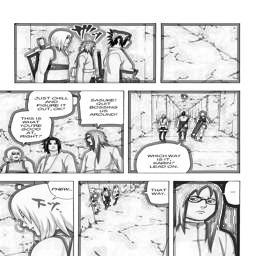 WHICH WAY
IS IT,
KARIN?
LEAD ON.
SASUKE!
QUIT
BOSSING
US
AROUND!
JUST CHILL
AND
FIGURE IT
OUT, OK?
THIS IS
WHAT
YOU'RE
GOOD
AT,
RIGHT?
THAT
WAY.
PHEW...